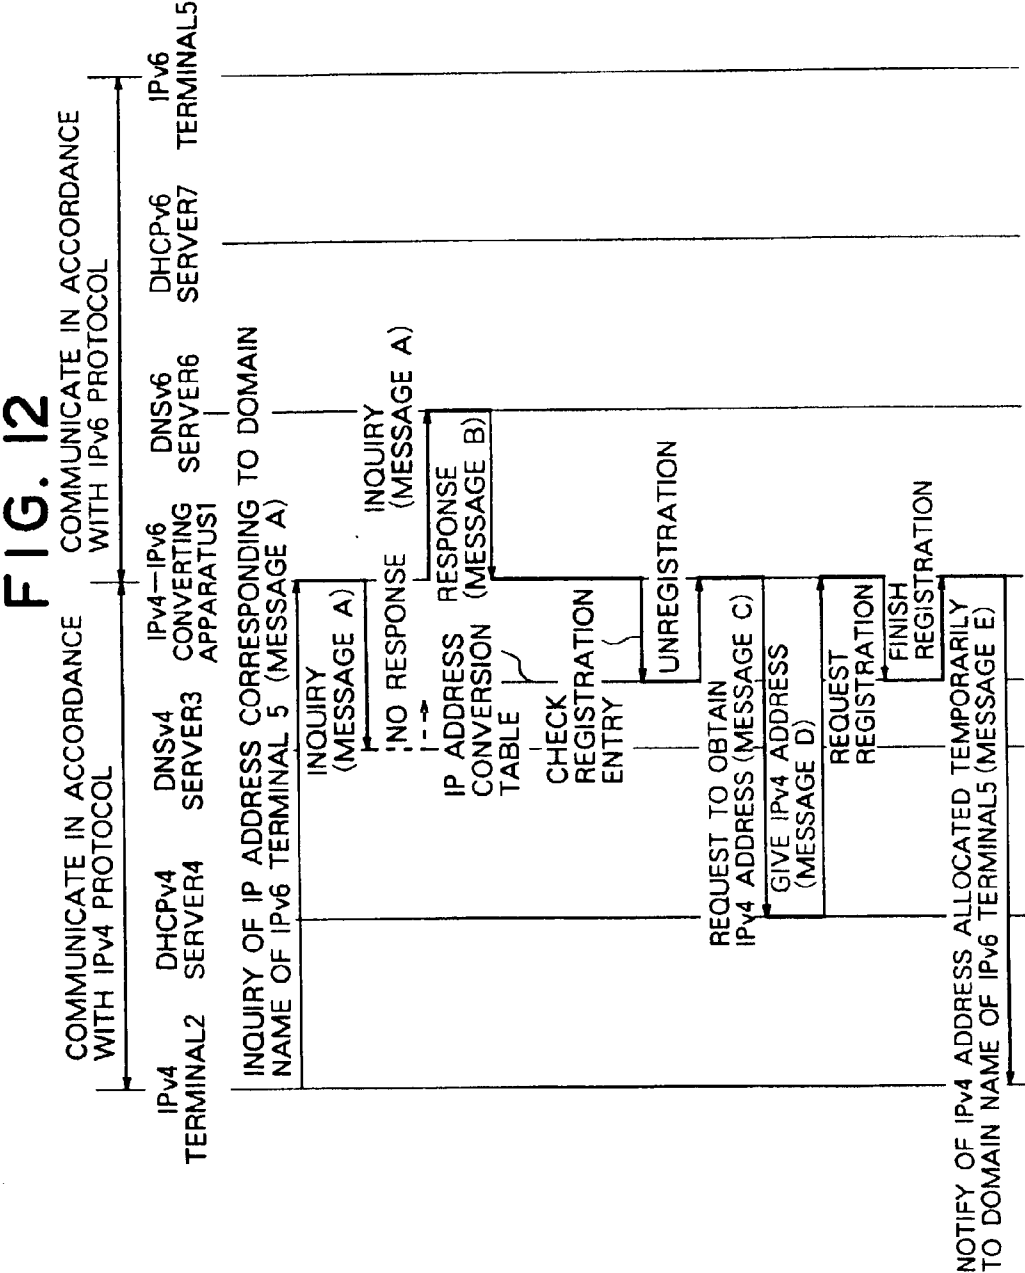 FIG. 12
COMMUNICATE IN ACCORDANCE
WITH IPv4 PROTOCOL
COMMUNICATE IN ACCORDANCE
WITH IPv6 PROTOCOL
IPv4
TERMINAL2
DHCPv4
SERVER4
DNSv4
SERVER3
IPv4-IPv6
CONVERTING
APPARATUS1
DNSv6
SERVER6
DHCPv6
SERVER7
IPv6
TERMINAL5
INQUIRY OF IP ADDRESS CORRESPONDING TO DOMAIN
NAME OF IPv6 TERMINAL 5 (MESSAGE A)
INQUIRY
(MESSAGE A)
NO RESPONSE
INQUIRY
(MESSAGE A)
IP ADDRESS
CONVERSION
TABLE
RESPONSE
(MESSAGE B)
CHECK
REGISTRATION
ENTRY
UNREGISTRATION
REQUEST TO OBTAIN
IPv4 ADDRESS (MESSAGE C)
GIVE IPv4 ADDRESS
(MESSAGE D)
REQUEST
REGISTRATION
FINISH
REGISTRATION
NOTIFY OF IPv4 ADDRESS ALLOCATED TEMPORARILY
TO DOMAIN NAME OF IPv6 TERMINAL5 (MESSAGE E)